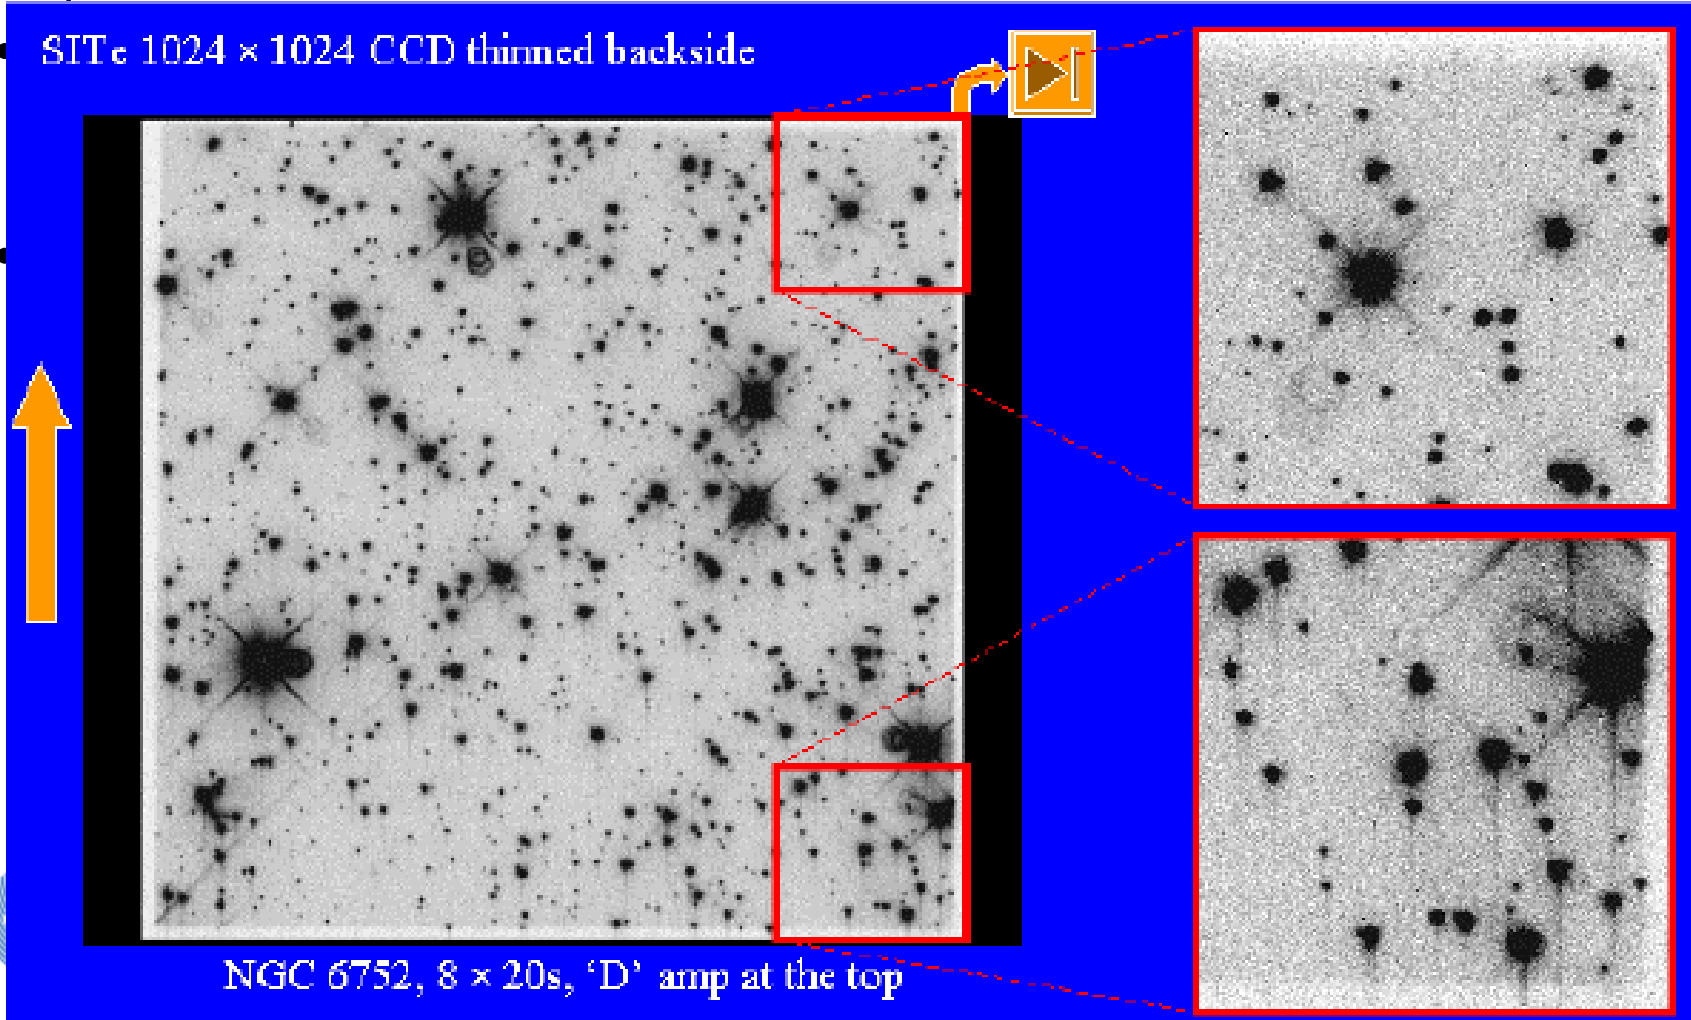 SITe 1024 × 1024 CCD thinned backside
NGC 6752, 8 × 20s, ‘D’ amp at the top